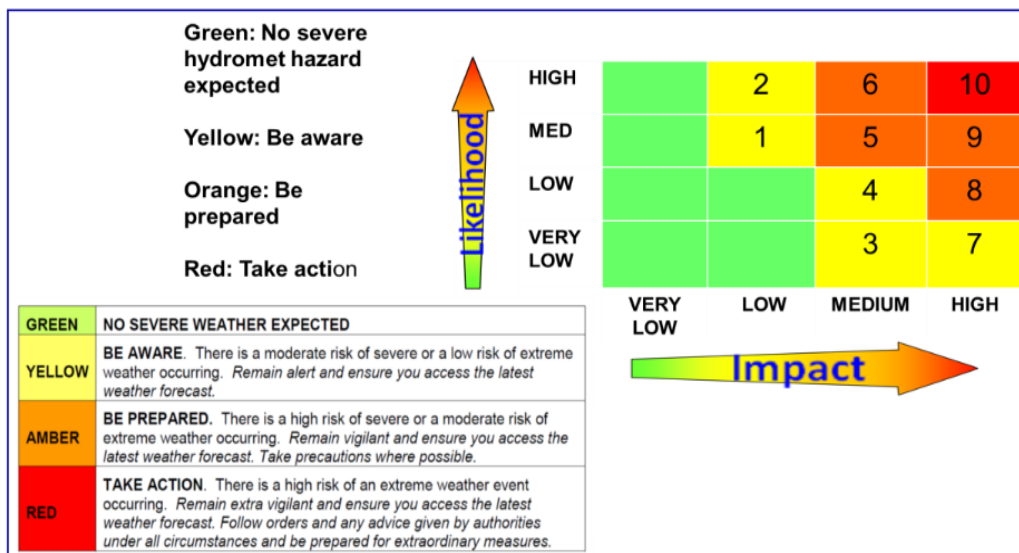 Green: No severe
hydromet hazard
expected
Yellow: Be aware
Orange: Be
prepared
Red: Take action
Likelihood
HIGH
2
6
10
MED
1
5
9
LOW
4
8
VERY
LOW
3
7
VERY
LOW
LOW
MEDIUM
HIGH
Impact
GREEN
NO SEVERE WEATHER EXPECTED
YELLOW
BE AWARE. There is a moderate risk of severe or a low risk of extreme
weather occurring. Remain alert and ensure you access the latest
weather forecast.
AMBER
BE PREPARED. There is a high risk of severe or a moderate risk of
extreme weather occurring. Remain vigilant and ensure you access the
latest weather forecast. Take precautions where possible.
RED
TAKE ACTION. There is a high risk of an extreme weather event
occurring. Remain extra vigilant and ensure you access the latest
weather forecast. Follow orders and any advice given by authorities
under all circumstances and be prepared for extraordinary measures.